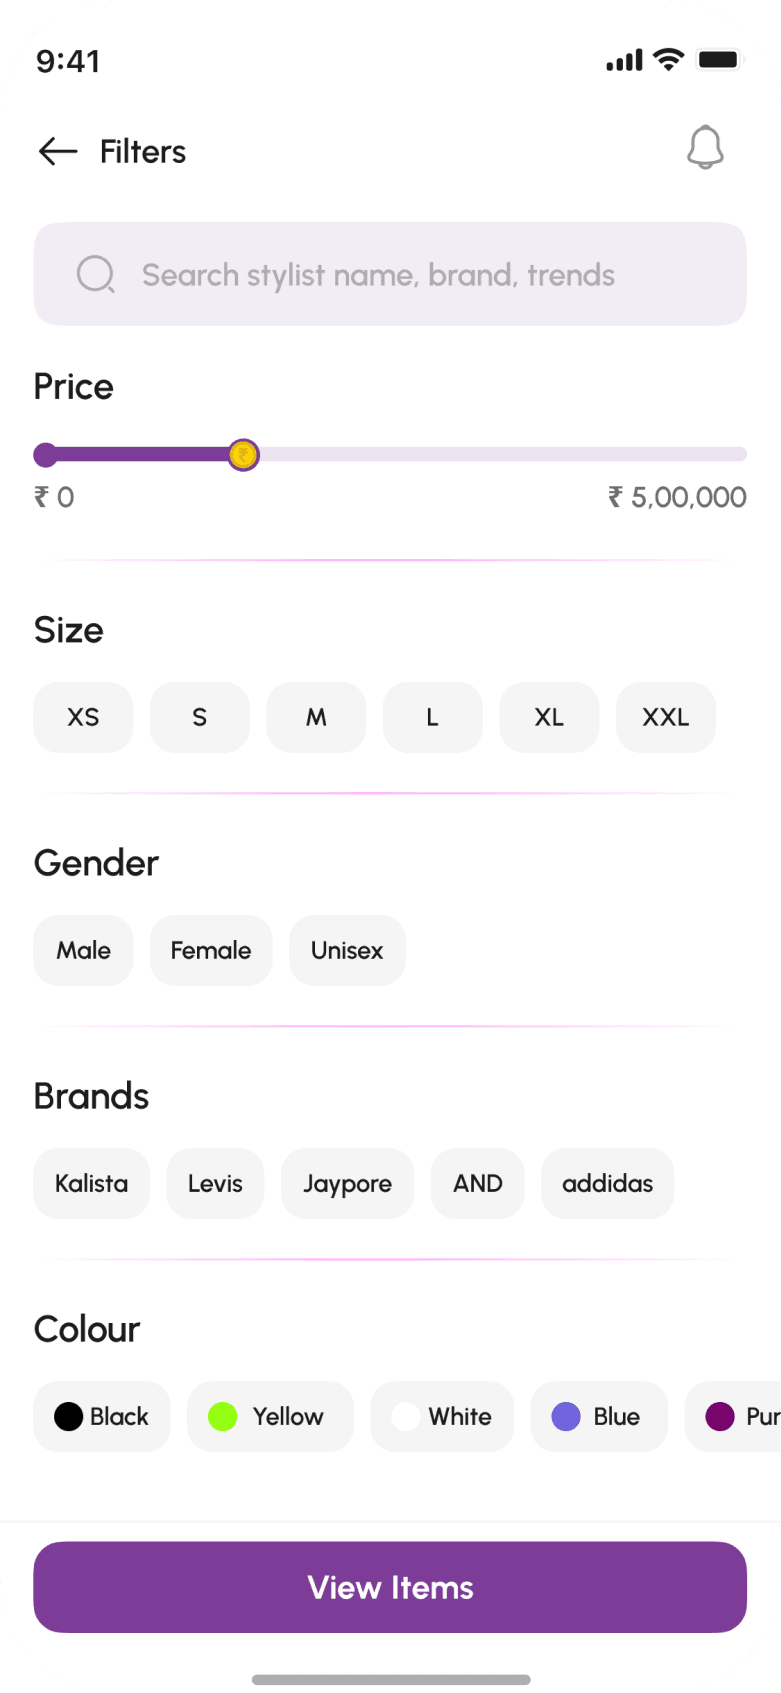 9:41
Filters
Search stylist name, brand, trends
Price
₹
₹ 0 ₹ 5,00,000
Size
XS S M L XL XXL
Gender
Male Female Unisex
Brands
Kalista Levis Jaypore AND addidas
Colour
Black Yellow White Blue Pur
View Items